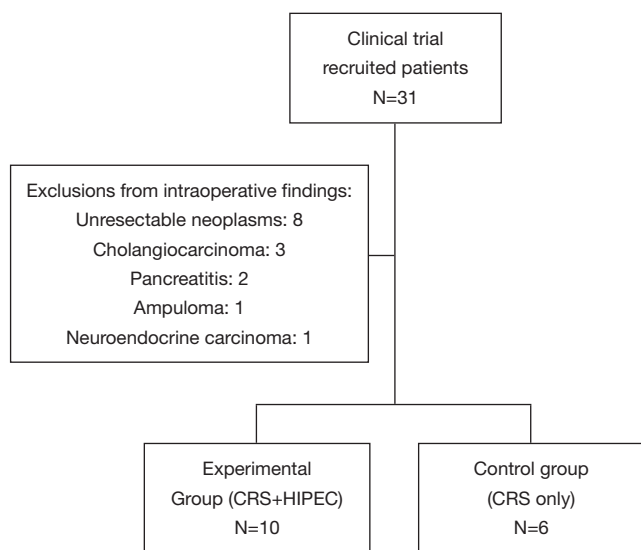 Clinical trial
recruited patients
N=31
Exclusions from intraoperative findings:
Unresectable neoplasms: 8
Cholangiocarcinoma: 3
Pancreatitis: 2
Ampuloma: 1
Neuroendocrine carcinoma: 1
Experimental
Group (CRS+HIPEC)
N=10
Control group
(CRS only)
N=6